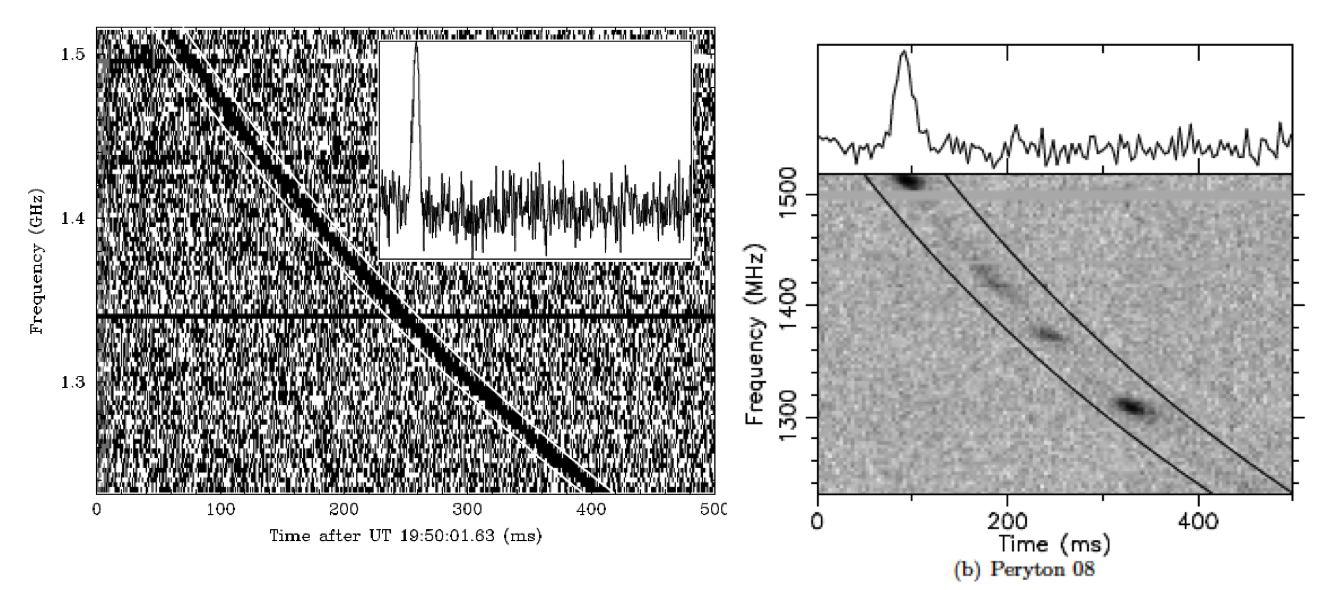 1.5
1.4
1.3
Frequency (GHz)
0 100 200 300 400 500
Time after UT 19:50:01.63 (ms)
1500
1400
1300
Frequency (MHz)
0 200 400
Time (ms)
(b) Peryton 08